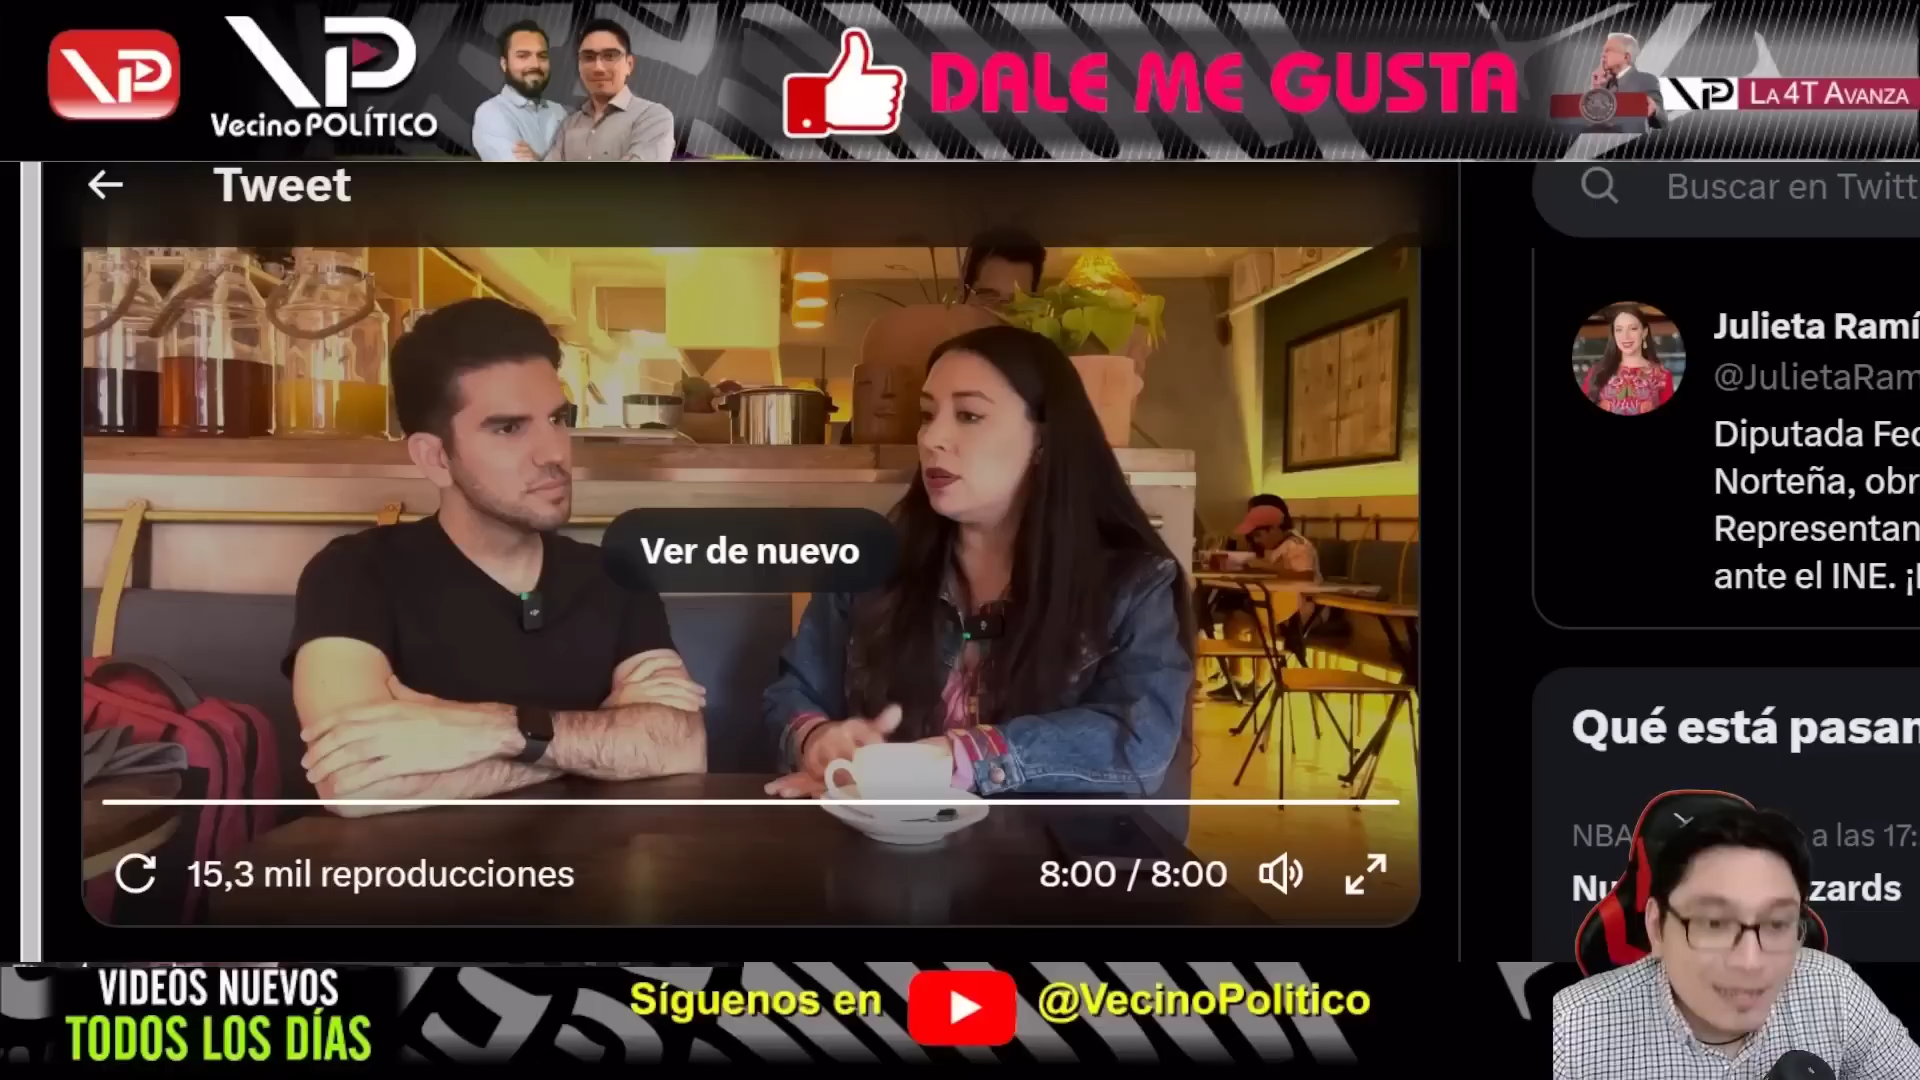 VP
VP
Vecino POLÍTICO
DALE ME GUSTA
VP LA 4T AVANZA
Tweet
Buscar en Twitt
Julieta Ramí
@JulietaRam
Diputada Fed
Norteña, obr
Representan
ante el INE. ¡
Ver de nuevo
Qué está pasan
NBA
a las 17:
Nu
zards
15,3 mil reproducciones
8:00 / 8:00
VIDEOS NUEVOS
TODOS LOS DÍAS
Síguenos en
@VecinoPolitico